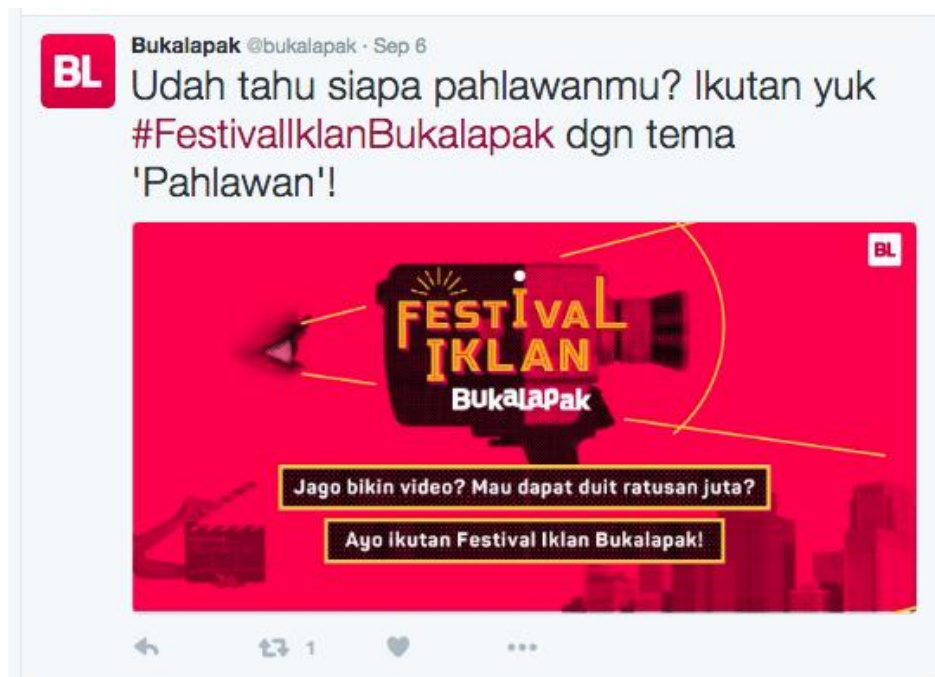 BL
Bukalapak @bukalapak · Sep 6
Udah tahu siapa pahlawanmu? Ikutan yuk
#FestivalIklanBukalapak dgn tema
'Pahlawan'!
BL
FESTIVAL
IKLAN
BUKALAPAK
Jago bikin video? Mau dapat duit ratusan juta?
Ayo ikutan Festival Iklan Bukalapak!
1